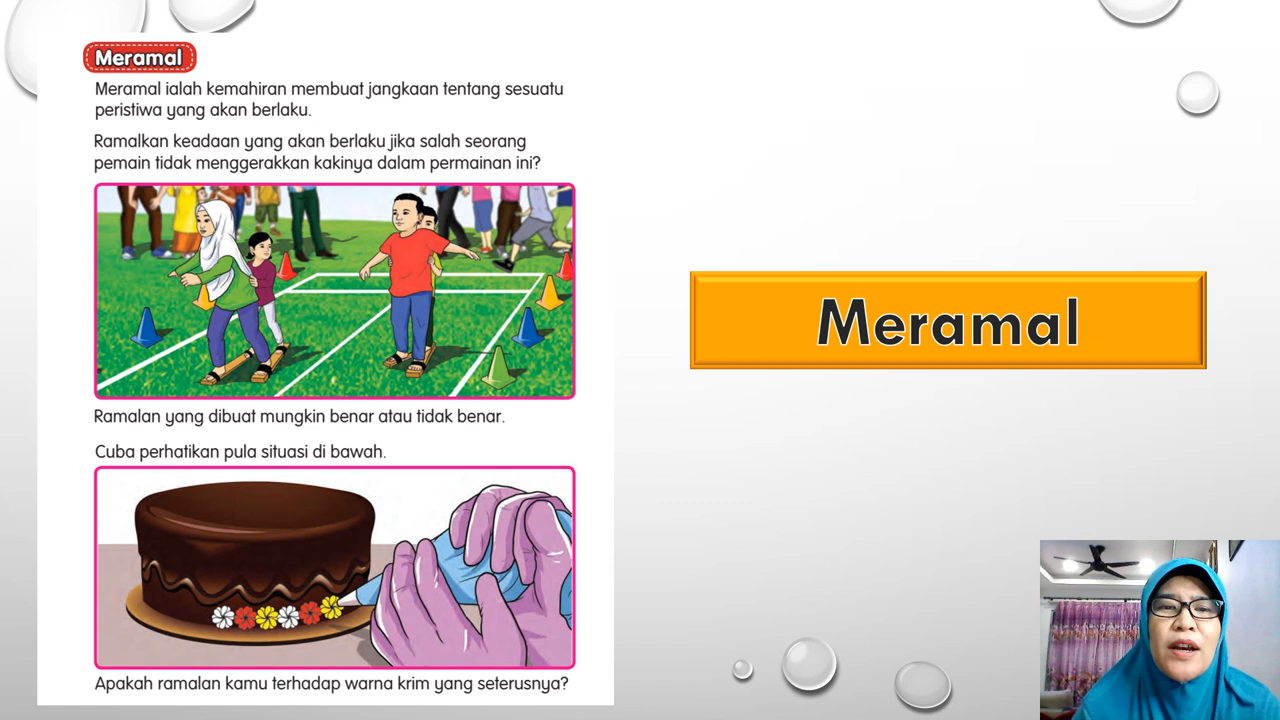 Meramal
Meramal ialah kemahiran membuat jangkaan tentang sesuatu
peristiwa yang akan berlaku.
Ramalkan keadaan yang akan berlaku jika salah seorang
pemain tidak menggerakkan kakinya dalam permainan ini?
Ramalan yang dibuat mungkin benar atau tidak benar.
Cuba perhatikan pula situasi di bawah.
Apakah ramalan kamu terhadap warna krim yang seterusnya?
Meramal